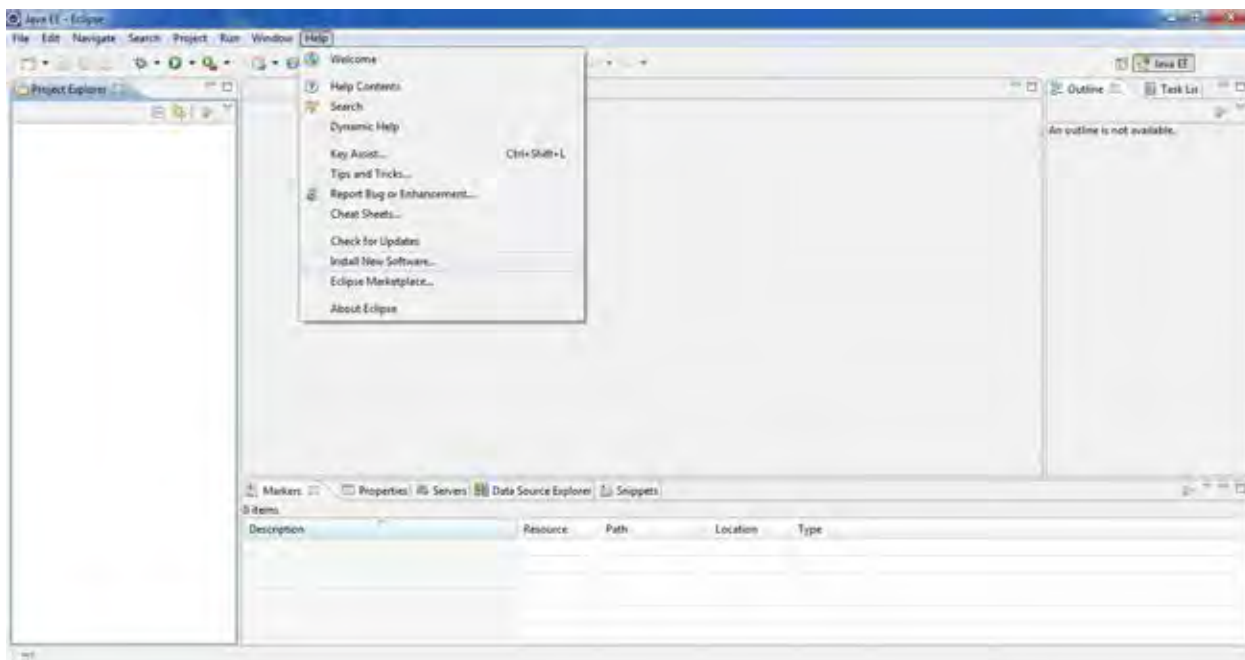 Java EE - Eclipse
File Edit Navigate Search Project Run Window Help
Java EE
Project Explorer
Welcome
Help Contents
Search
Dynamic Help
Key Assist... Ctrl+Shift+L
Tips and Tricks...
Report Bug or Enhancement...
Cheat Sheets...
Check for Updates
Install New Software...
Eclipse Marketplace...
About Eclipse
Outline Task List
An outline is not available.
Markers Properties Servers Data Source Explorer Snippets
0 items
Description Resource Path Location Type